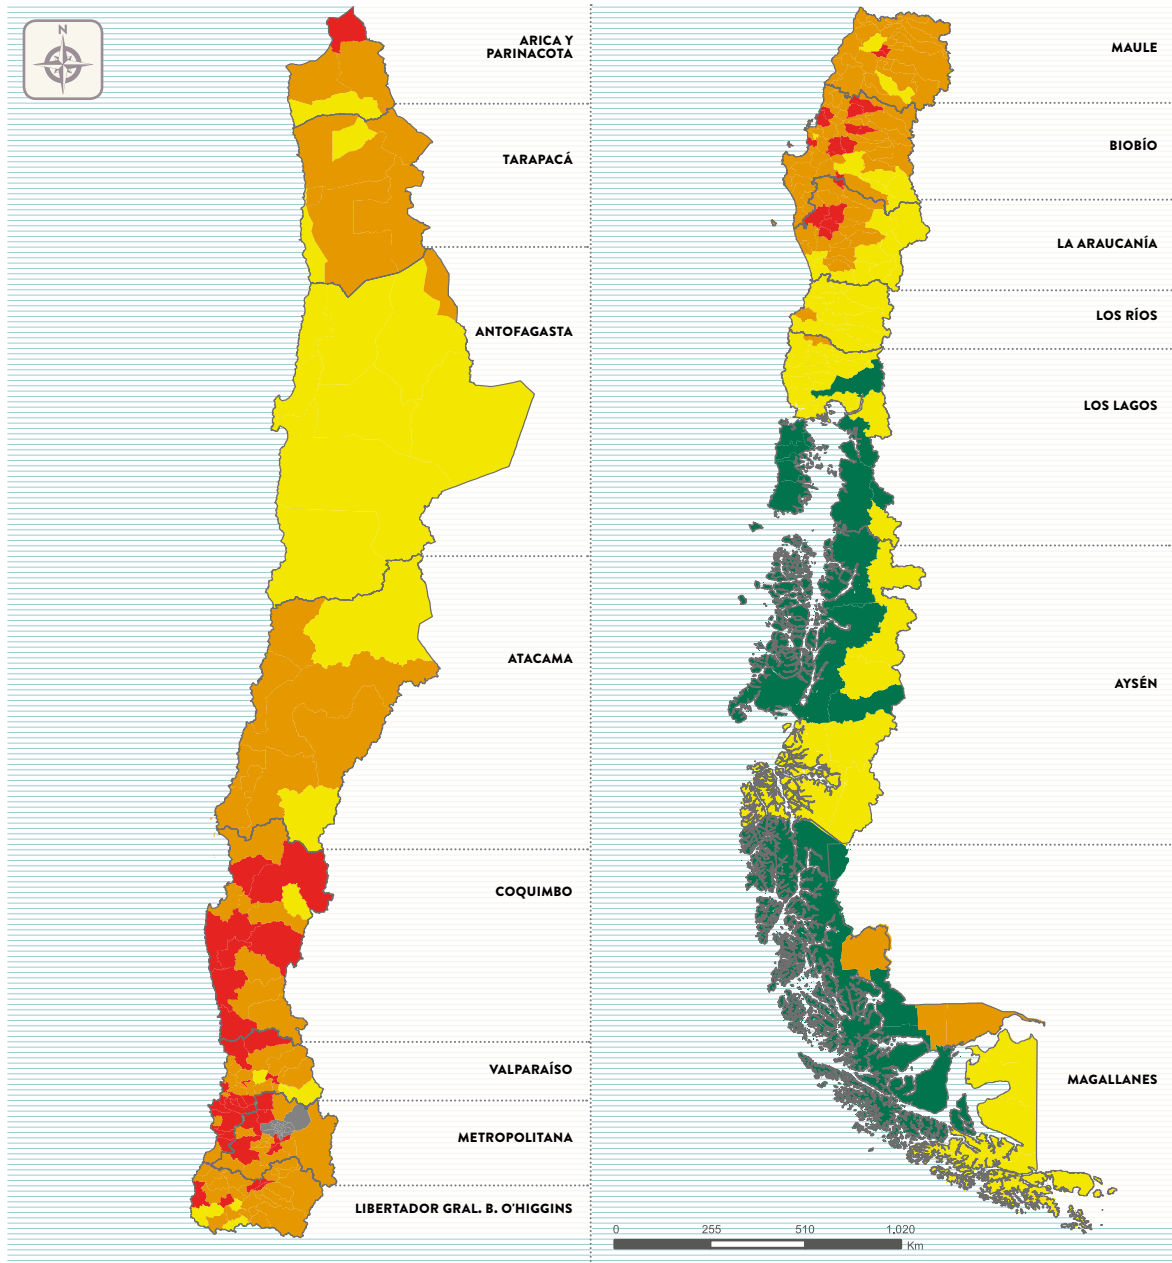 N
ARICA Y
PARINACOTA
TARAPACÁ
ANTOFAGASTA
ATACAMA
COQUIMBO
VALPARAÍSO
METROPOLITANA
LIBERTADOR GRAL. B. O'HIGGINS
MAULE
BIOBÍO
LA ARAUCANÍA
LOS RÍOS
LOS LAGOS
AYSÉN
MAGALLANES
0 255 510 1.020
Km